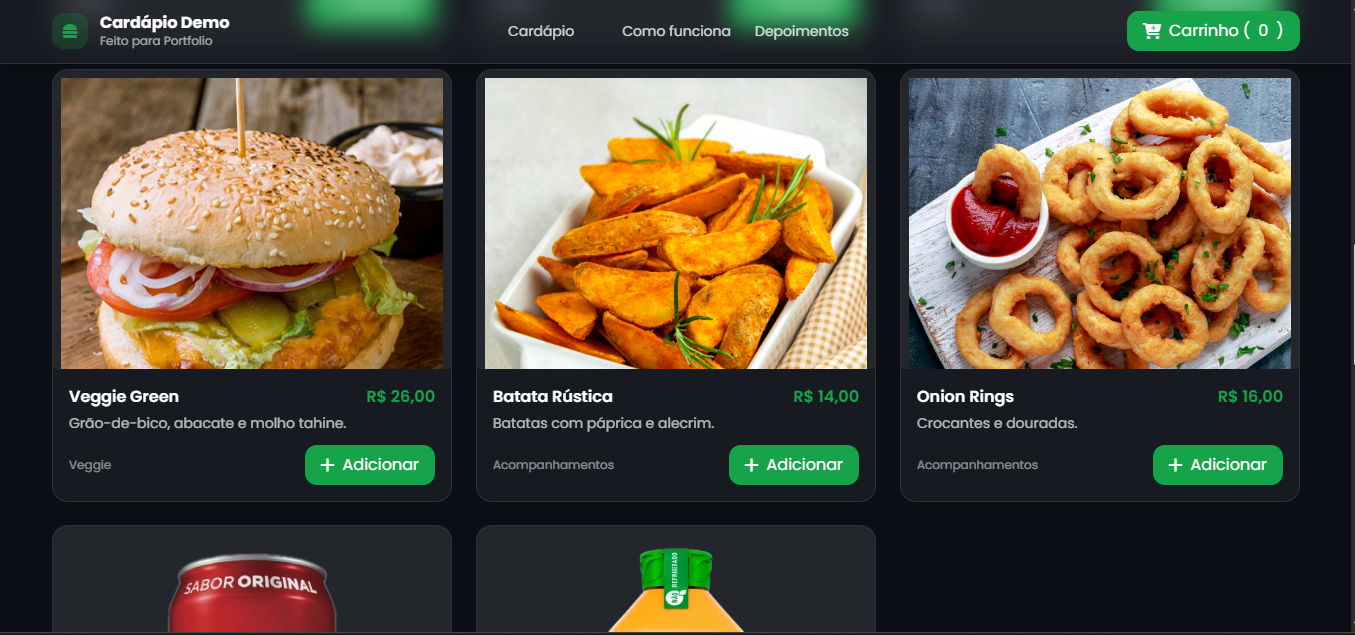 Cardápio Demo
Feito para Portfolio
Cardápio
Como funciona
Depoimentos
Carrinho ( 0 )
Veggie Green
R$ 26,00
Grão-de-bico, abacate e molho tahine.
Veggie
+ Adicionar
Batata Rústica
R$ 14,00
Batatas com páprica e alecrim.
Acompanhamentos
+ Adicionar
Onion Rings
R$ 16,00
Crocantes e douradas.
Acompanhamentos
+ Adicionar
SABOR ORIGINAL
NÃO
REFRIGERADO